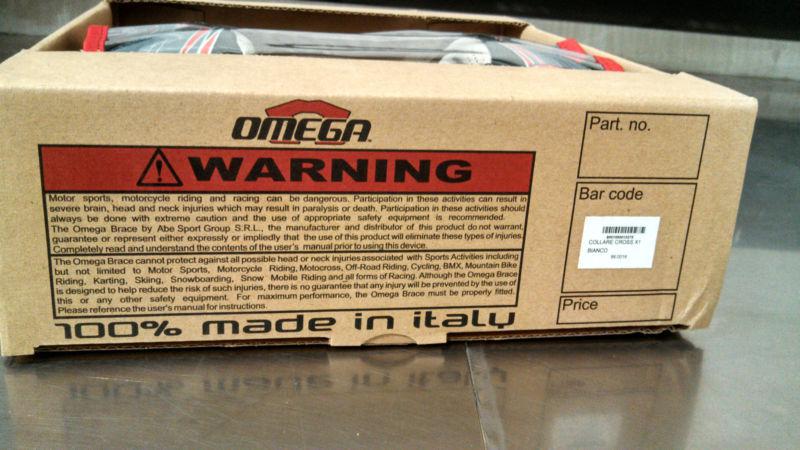 OMEGA
WARNING
Motor sports, motorcycle riding and racing can be dangerous. Participation in these activities can result in
severe brain, head and neck injuries which may result in paralysis or death. Participation in these activities should
always be done with extreme caution and the use of appropriate safety equipment is recommended.
The Omega Brace by Abe Sport Group S.R.L., the manufacturer and distributor of this product do not warrant,
guarantee or represent either expressly or impliedly that the use of this product will eliminate these types of injuries.
Completely read and understand the contents of the user's manual prior to using this device.
The Omega Brace cannot protect against all possible head or neck injuries associated with Sports Activities including
but not limited to Motor Sports, Motorcycle Riding, Motocross, Off-Road Riding, Cycling, BMX, Mountain Bike
Riding, Karting, Skiing, Snowboarding, Snow Mobile Riding and all forms of Racing. Although the Omega Brace
is designed to help reduce the risk of such injuries, there is no guarantee that any injury will be prevented by the use of
this or any other safety equipment. For maximum performance, the Omega Brace must be properly fitted.
Please reference the user's manual for instructions.
100% made in italy
Part. no.
Bar code
COLLARE CROSS X1
BIANCO
Price